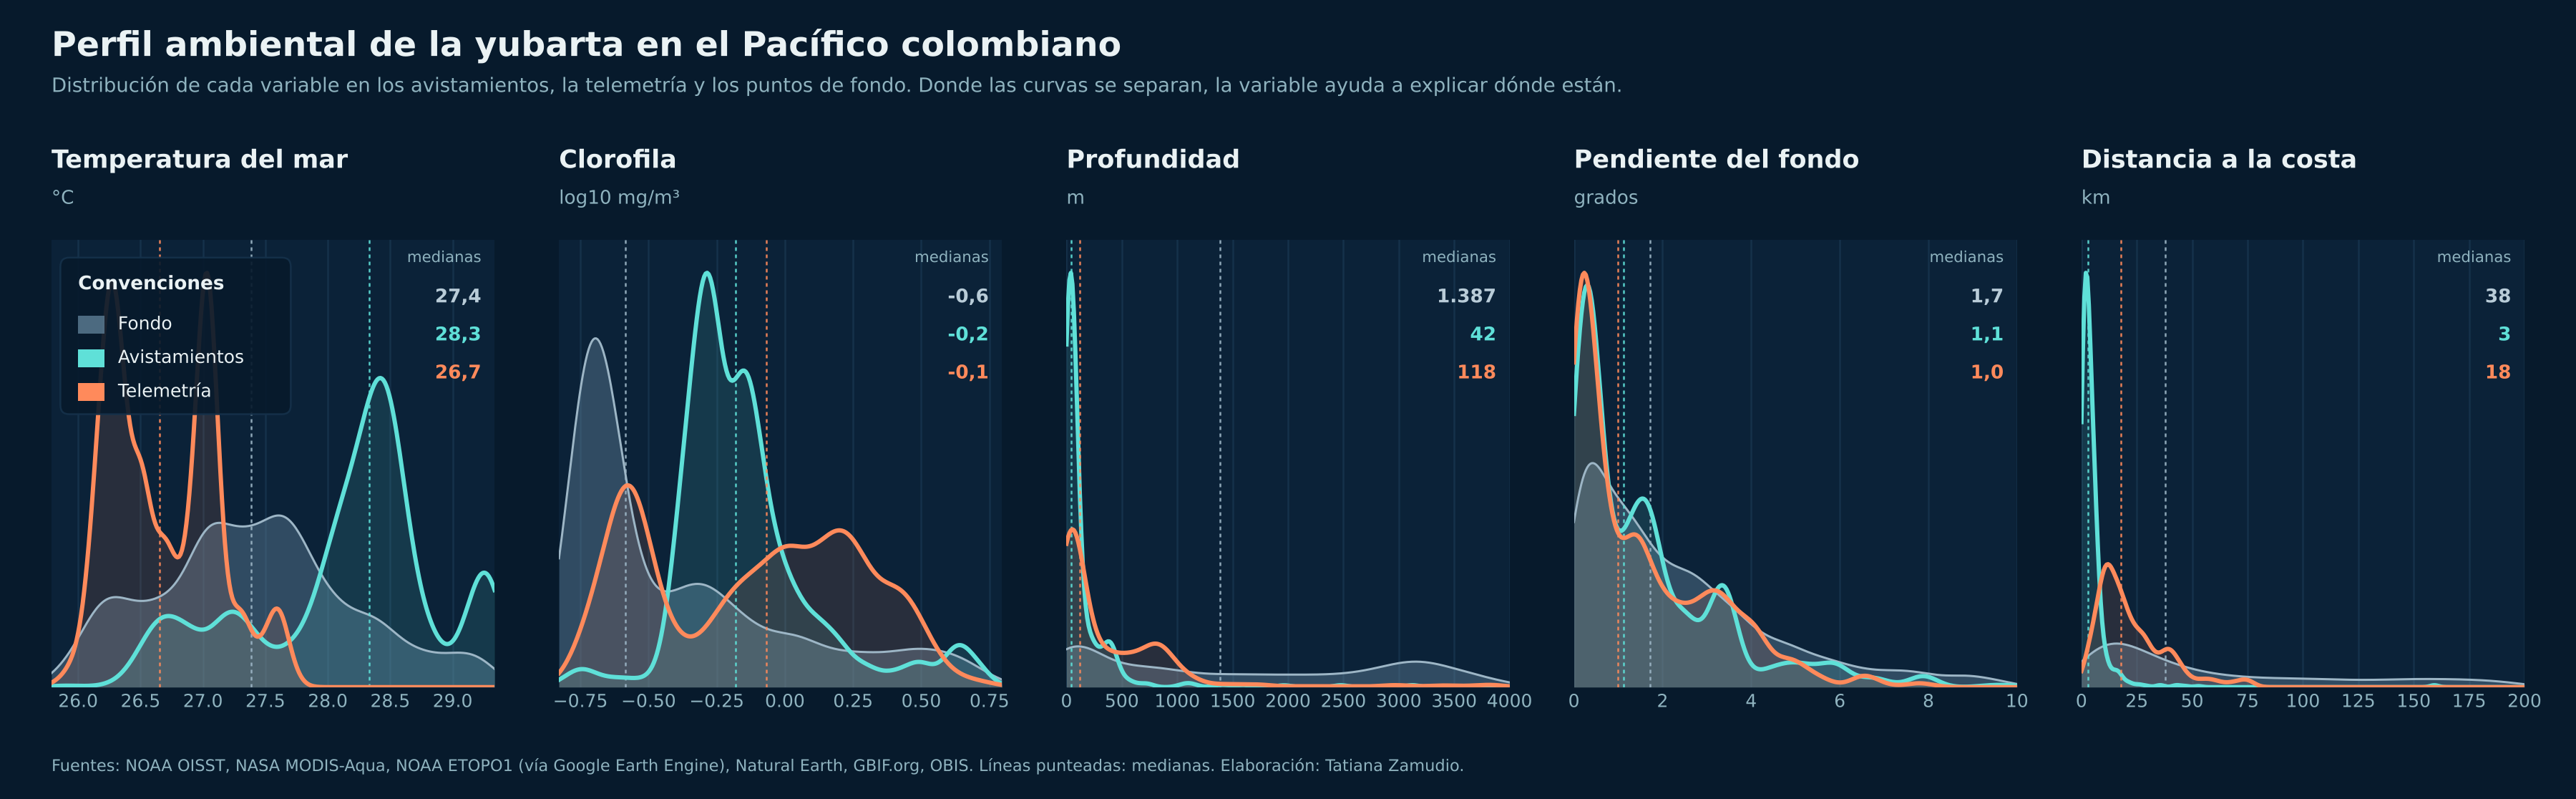 Perfil ambiental de la yubarta en el Pacífico colombiano
Distribución de cada variable en los avistamientos, la telemetría y los puntos de fondo. Donde las curvas se separan, la variable ayuda a explicar dónde están.
Temperatura del mar
°C
medianas
27,4
28,3
26,7
Convenciones
Fondo
Avistamientos
Telemetría
26.0 26.5 27.0 27.5 28.0 28.5 29.0
Clorofila
log10 mg/m³
medianas
-0,6
-0,2
-0,1
−0.75 −0.50 −0.25 0.00 0.25 0.50 0.75
Profundidad
m
medianas
1.387
42
118
0 500 1000 1500 2000 2500 3000 3500 4000
Pendiente del fondo
grados
medianas
1,7
1,1
1,0
0 2 4 6 8 10
Distancia a la costa
km
medianas
38
3
18
0 25 50 75 100 125 150 175 200
Fuentes: NOAA OISST, NASA MODIS-Aqua, NOAA ETOPO1 (vía Google Earth Engine), Natural Earth, GBIF.org, OBIS. Líneas punteadas: medianas. Elaboración: Tatiana Zamudio.